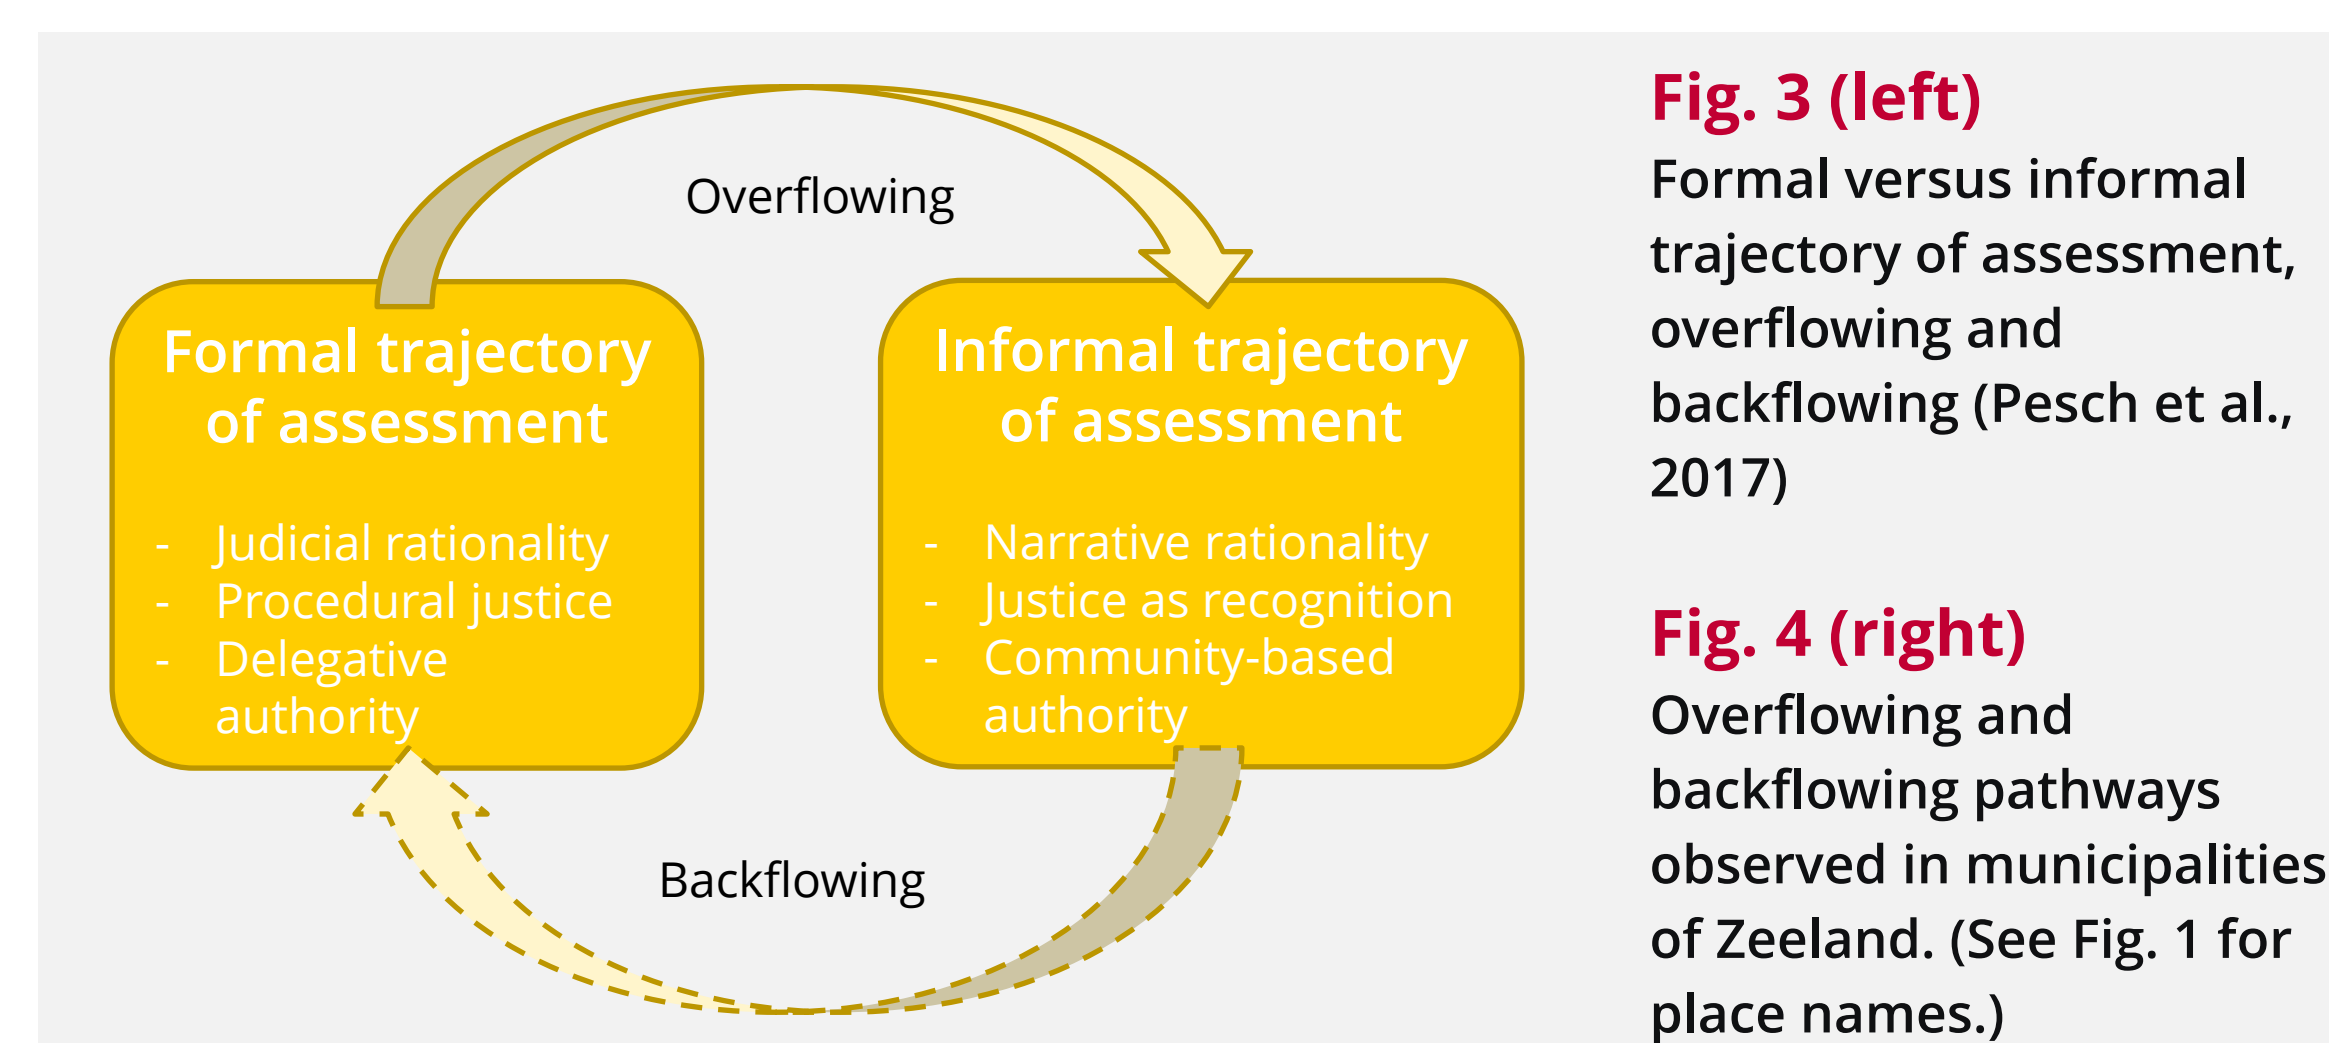 Overflowing
Formal trajectory
of assessment
- Judicial rationality
- Procedural justice
- Delegative
authority
Informal trajectory
of assessment
- Narrative rationality
- Justice as recognition
- Community-based
authority
Backflowing
Fig. 3 (left)
Formal versus informal
trajectory of assessment,
overflowing and
backflowing (Pesch et al.,
2017)
Fig. 4 (right)
Overflowing and
backflowing pathways
observed in municipalities
of Zeeland. (See Fig. 1 for
place names.)